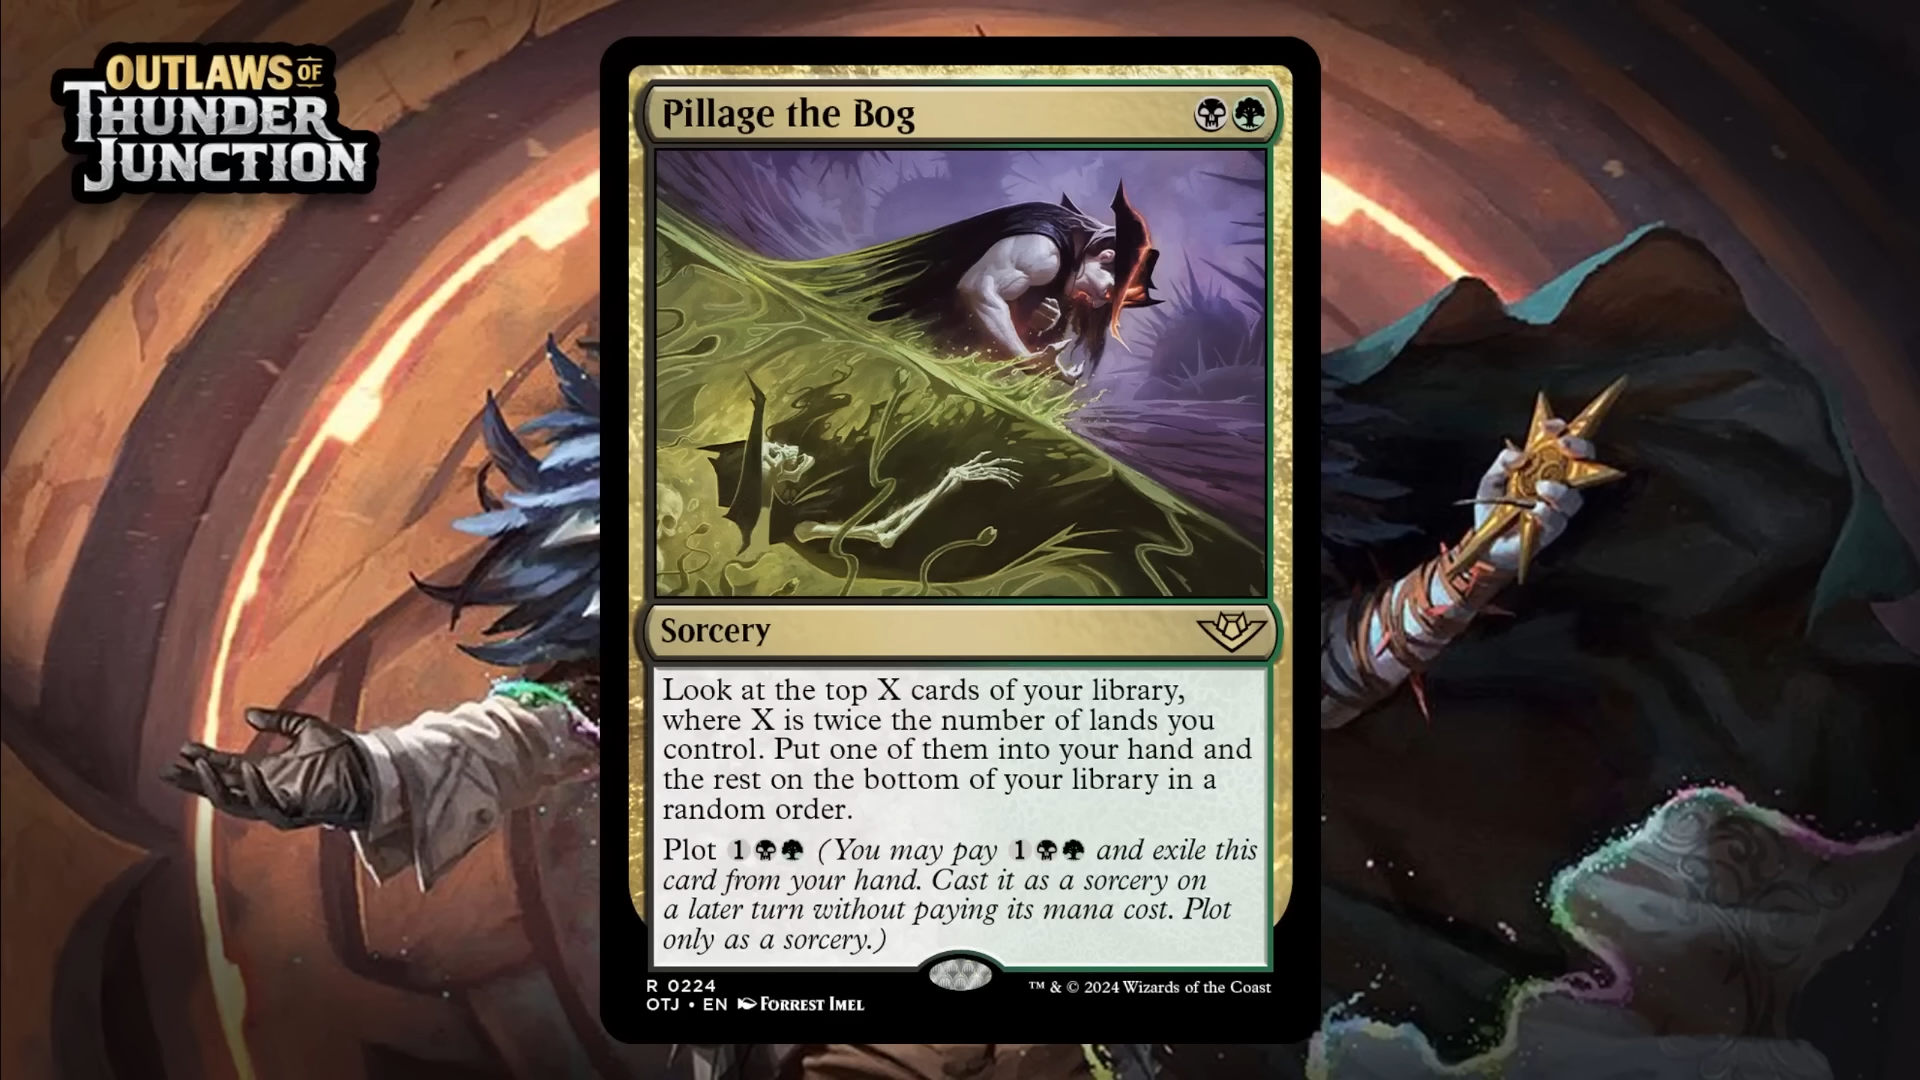 OUTLAWS OF
THUNDER
JUNCTION
Pillage the Bog
Sorcery
Look at the top X cards of your library,
where X is twice the number of lands you
control. Put one of them into your hand and
the rest on the bottom of your library in a
random order.
Plot 1 (You may pay 1 and exile this
card from your hand. Cast it as a sorcery on
a later turn without paying its mana cost. Plot
only as a sorcery.)
R 0224
OTJ • EN FORREST IMEL
™ & © 2024 Wizards of the Coast